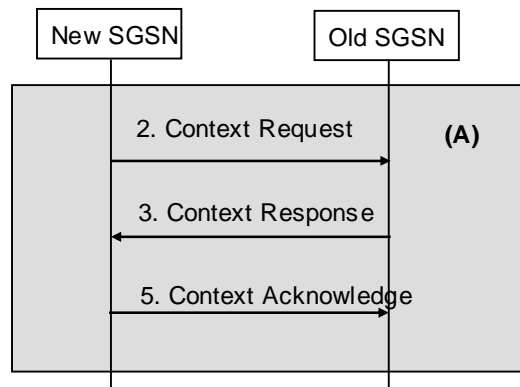 New SGSN
Old SGSN
2. Context Request
(A)
3. Context Response
5. Context Acknowledge